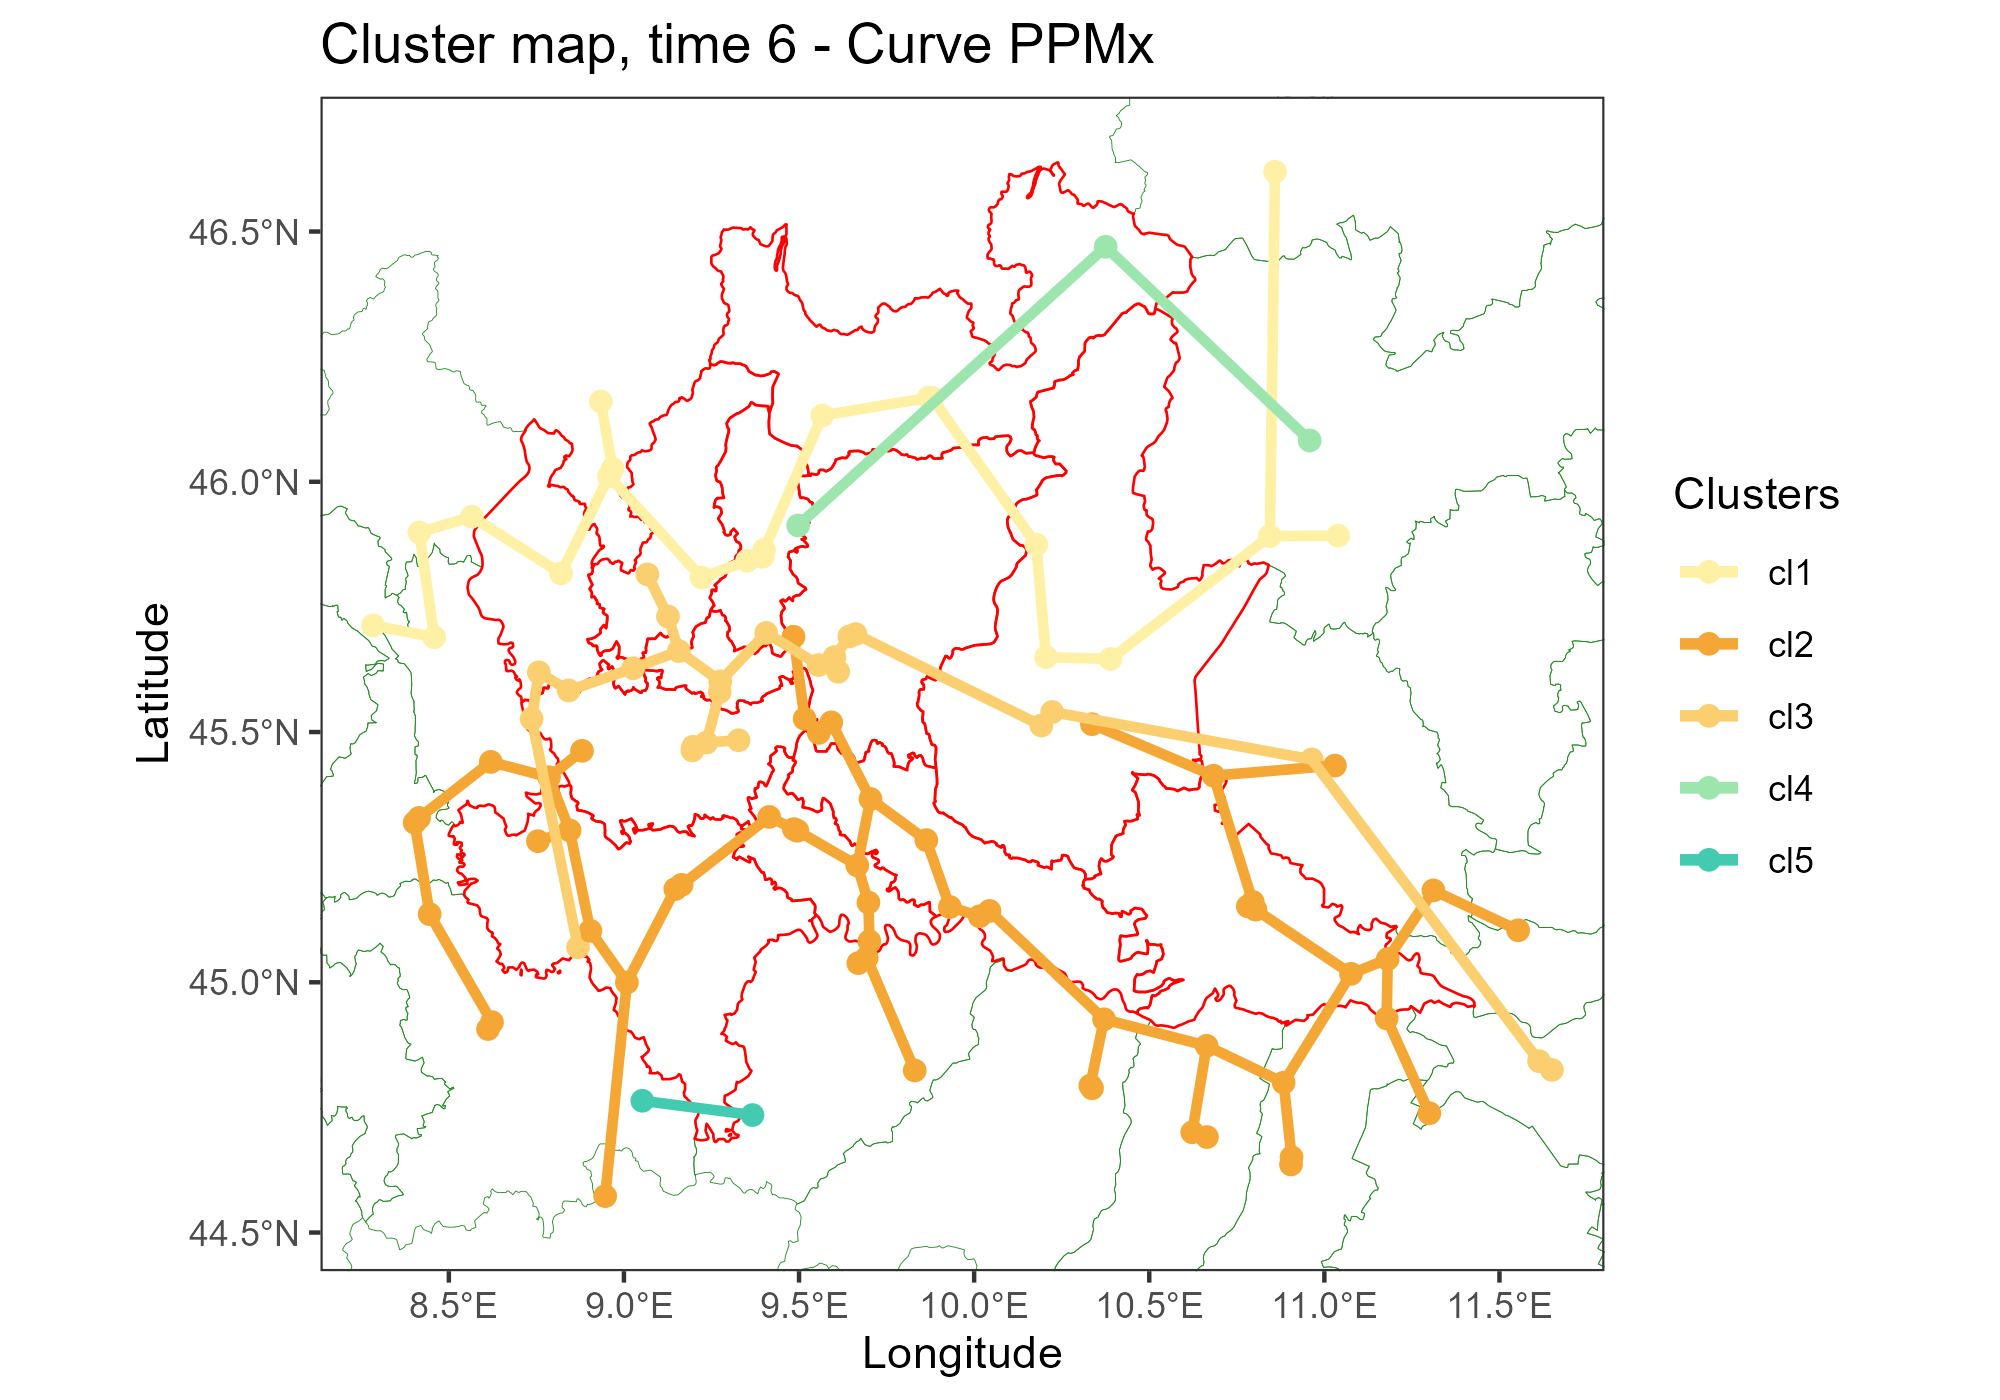 Cluster map, time 6 - Curve PPMx
46.5°N
46.0°N
45.5°N
45.0°N
44.5°N
Latitude
8.5°E
9.0°E
9.5°E
10.0°E
10.5°E
11.0°E
11.5°E
Longitude
Clusters
cl1
cl2
cl3
cl4
cl5